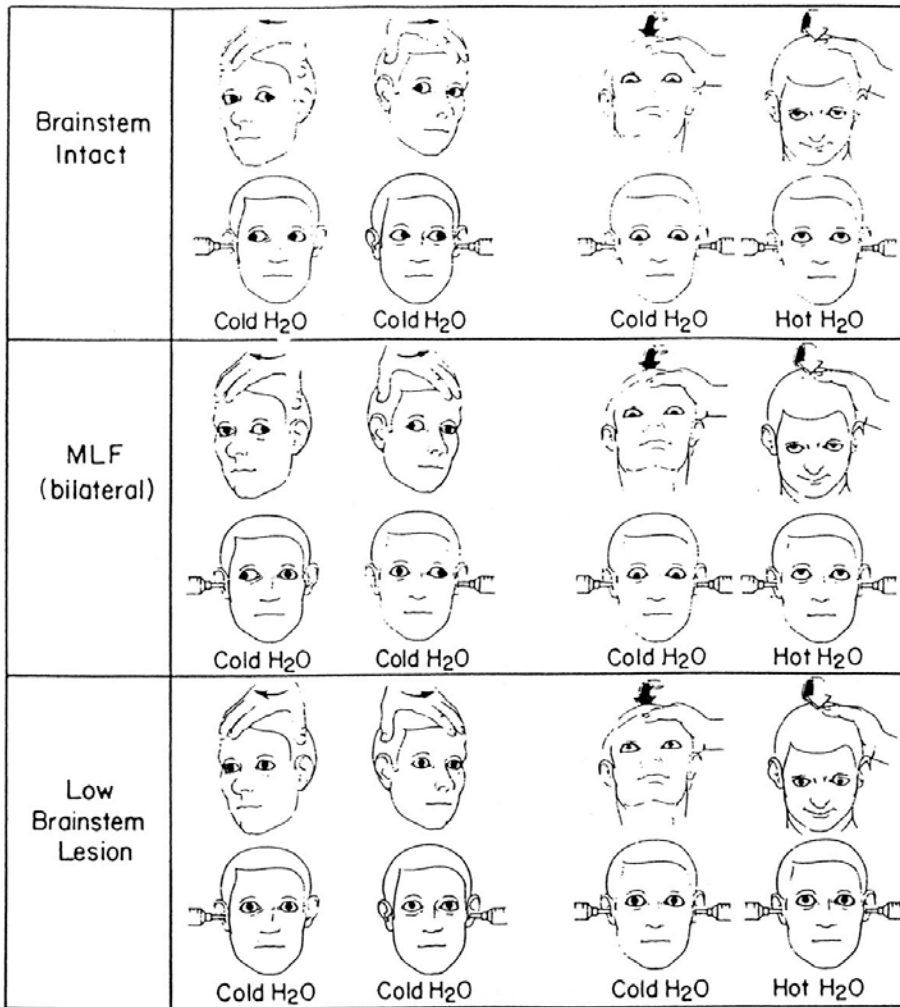 Brainstem
Intact
Cold H₂O Cold H₂O Cold H₂O Hot H₂O
MLF
(bilateral)
Cold H₂O Cold H₂O Cold H₂O Hot H₂O
Low
Brainstem
Lesion
Cold H₂O Cold H₂O Cold H₂O Hot H₂O